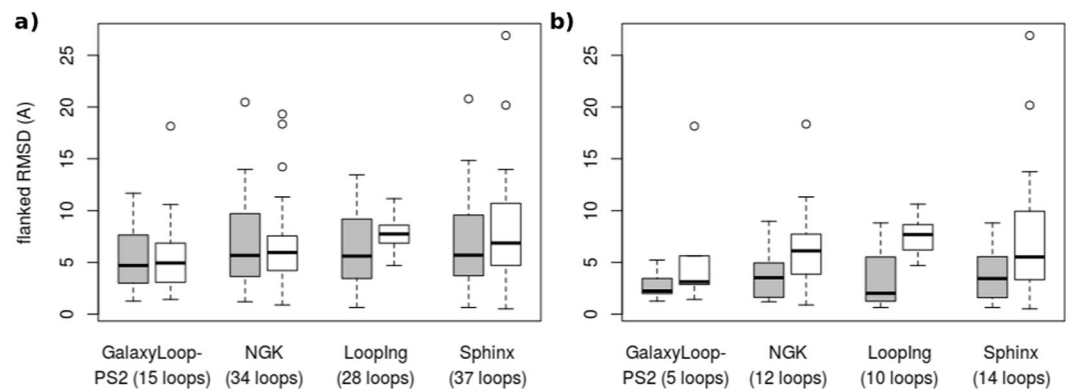 a)
flanked RMSD (A)
25
20
15
10
5
0
GalaxyLoop-
PS2 (15 loops)
NGK
(34 loops)
LoopIng
(28 loops)
Sphinx
(37 loops)
b)
25
20
15
10
5
0
GalaxyLoop-
PS2 (5 loops)
NGK
(12 loops)
LoopIng
(10 loops)
Sphinx
(14 loops)